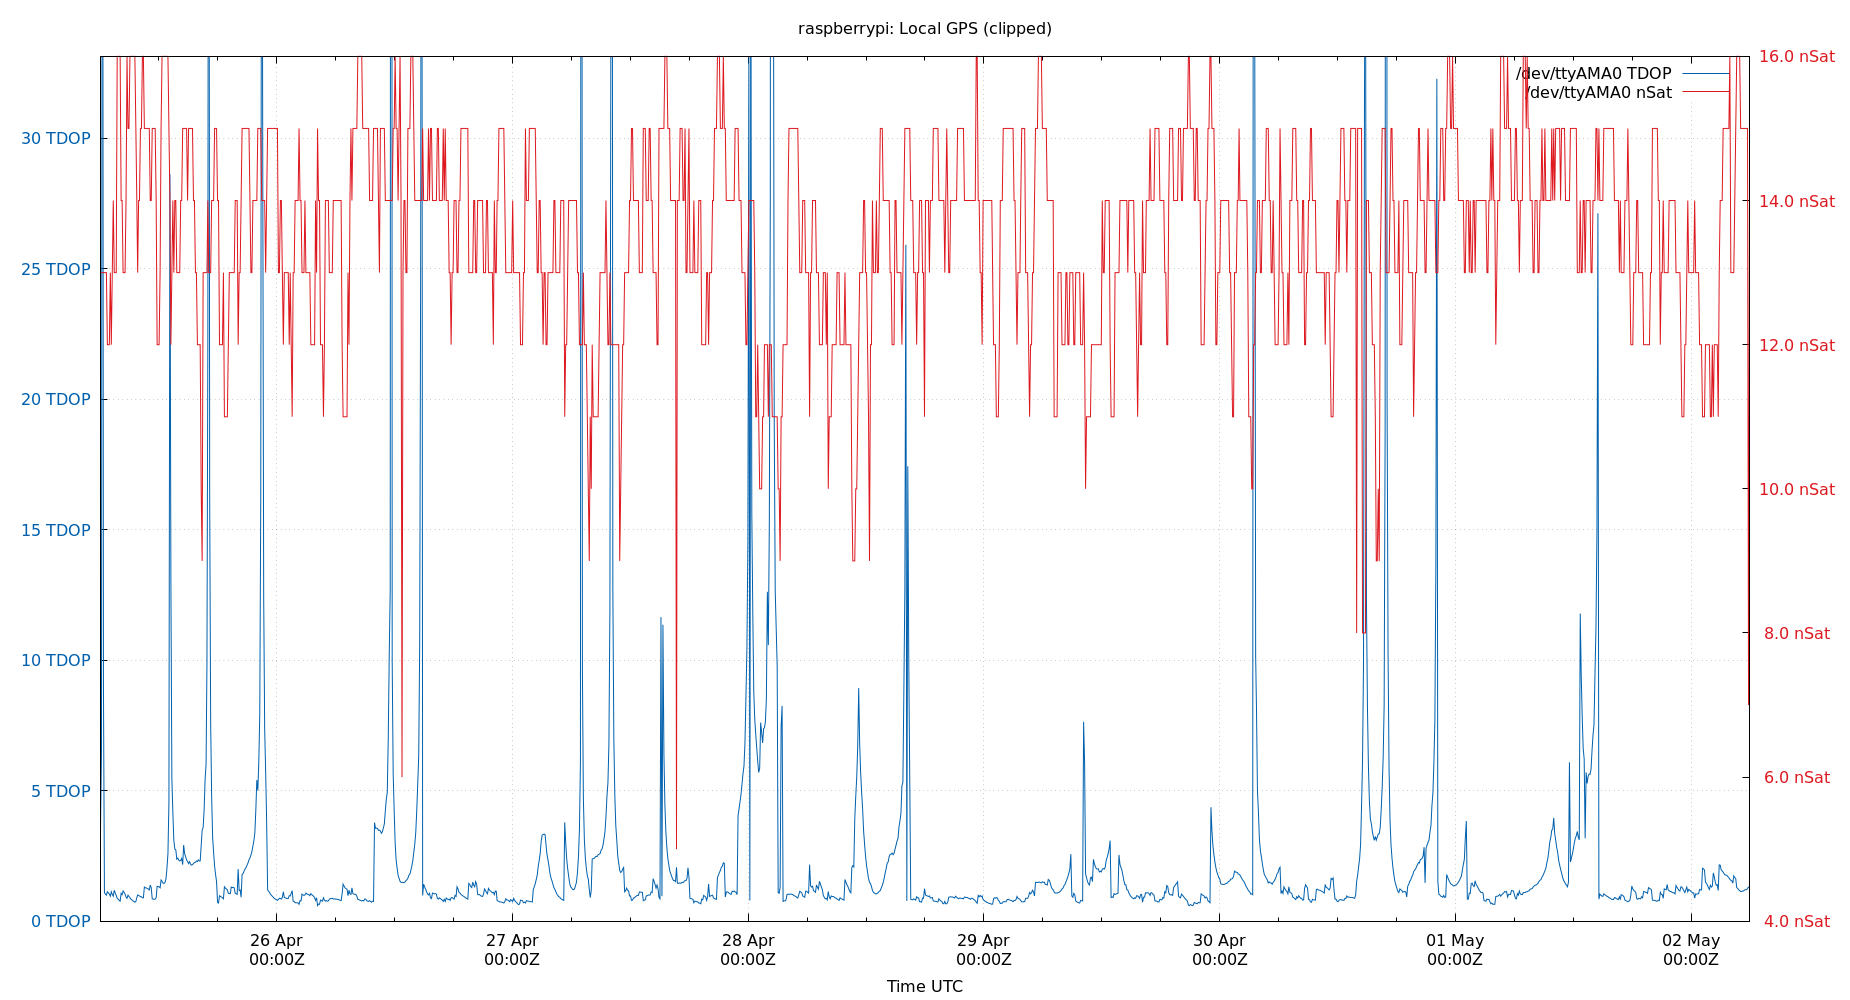 raspberrypi: Local GPS (clipped)
16.0 nSat
/dev/ttyAMA0 TDOP
/dev/ttyAMA0 nSat
30 TDOP
14.0 nSat
25 TDOP
12.0 nSat
20 TDOP
10.0 nSat
15 TDOP
8.0 nSat
10 TDOP
6.0 nSat
5 TDOP
0 TDOP
4.0 nSat
26 Apr 27 Apr 28 Apr 29 Apr 30 Apr 01 May 02 May
00:00Z 00:00Z 00:00Z 00:00Z 00:00Z 00:00Z 00:00Z
Time UTC